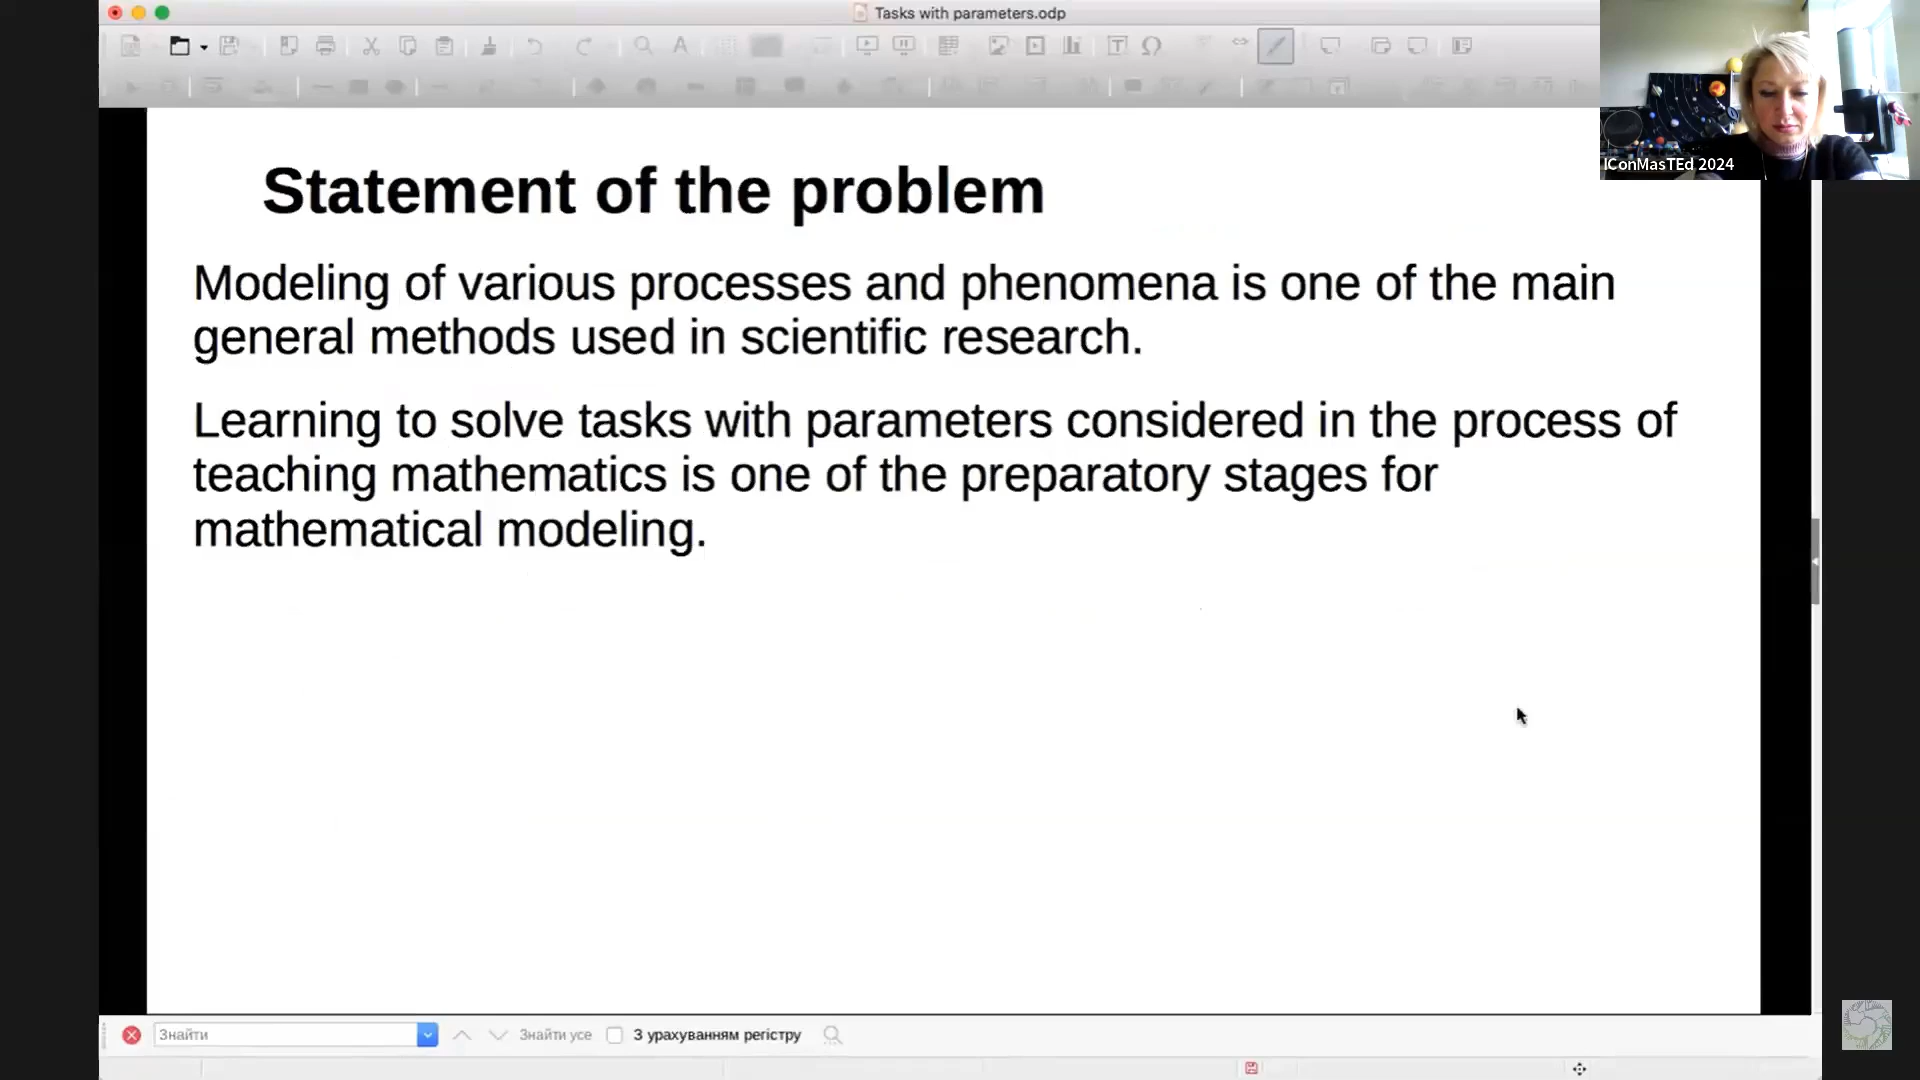 Tasks with parameters.odp
IConMasTEd 2024
Statement of the problem
Modeling of various processes and phenomena is one of the main
general methods used in scientific research.
Learning to solve tasks with parameters considered in the process of
teaching mathematics is one of the preparatory stages for
mathematical modeling.
Знайти
Знайти усе
З урахуванням регістру